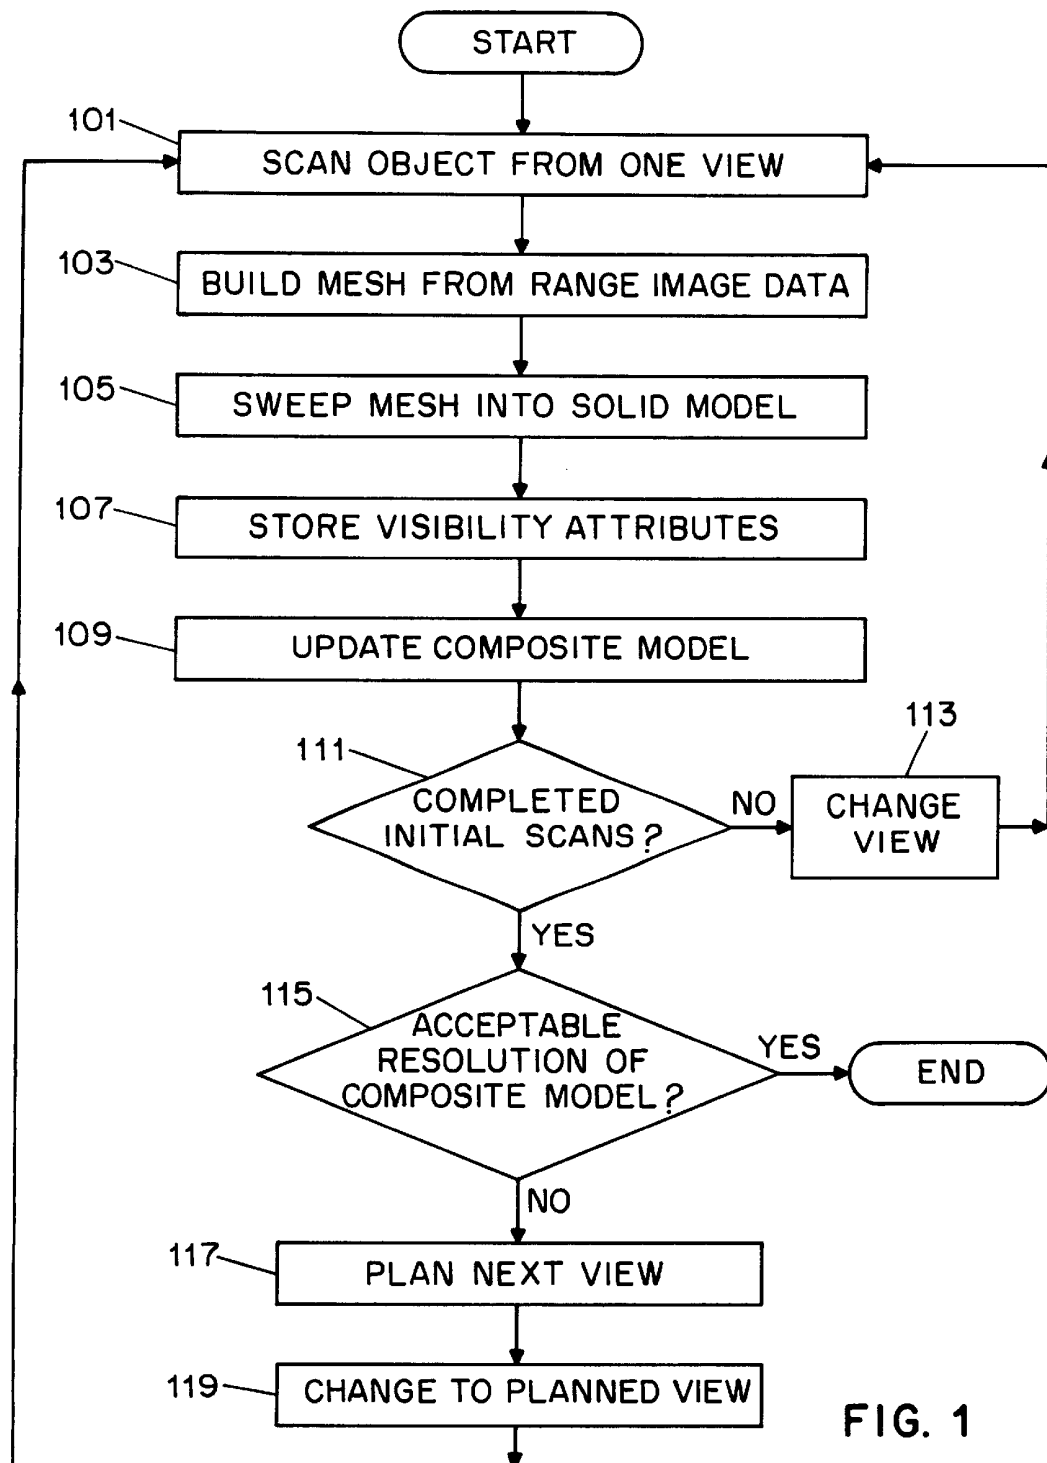 START
101
SCAN OBJECT FROM ONE VIEW
103
BUILD MESH FROM RANGE IMAGE DATA
105
SWEEP MESH INTO SOLID MODEL
107
STORE VISIBILITY ATTRIBUTES
109
UPDATE COMPOSITE MODEL
111
COMPLETED
INITIAL SCANS?
NO
113
CHANGE
VIEW
YES
115
ACCEPTABLE
RESOLUTION OF
COMPOSITE MODEL?
YES
END
NO
117
PLAN NEXT VIEW
119
CHANGE TO PLANNED VIEW
FIG. 1